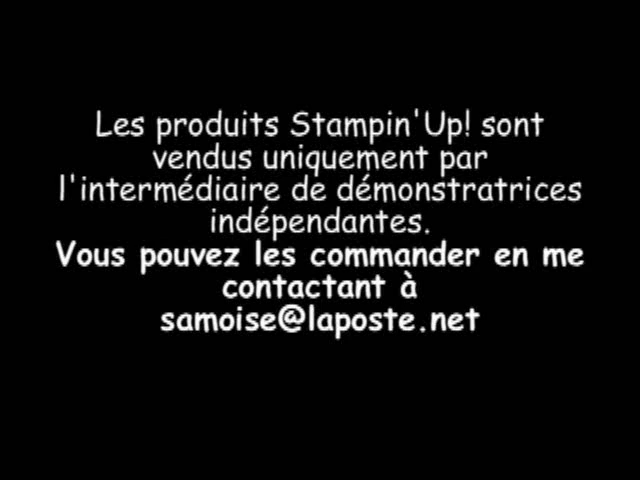 Les produits Stampin'Up! sont
vendus uniquement par
l'intermédiaire de démonstratrices
indépendantes.
Vous pouvez les commander en me
contactant à
samoise@laposte.net